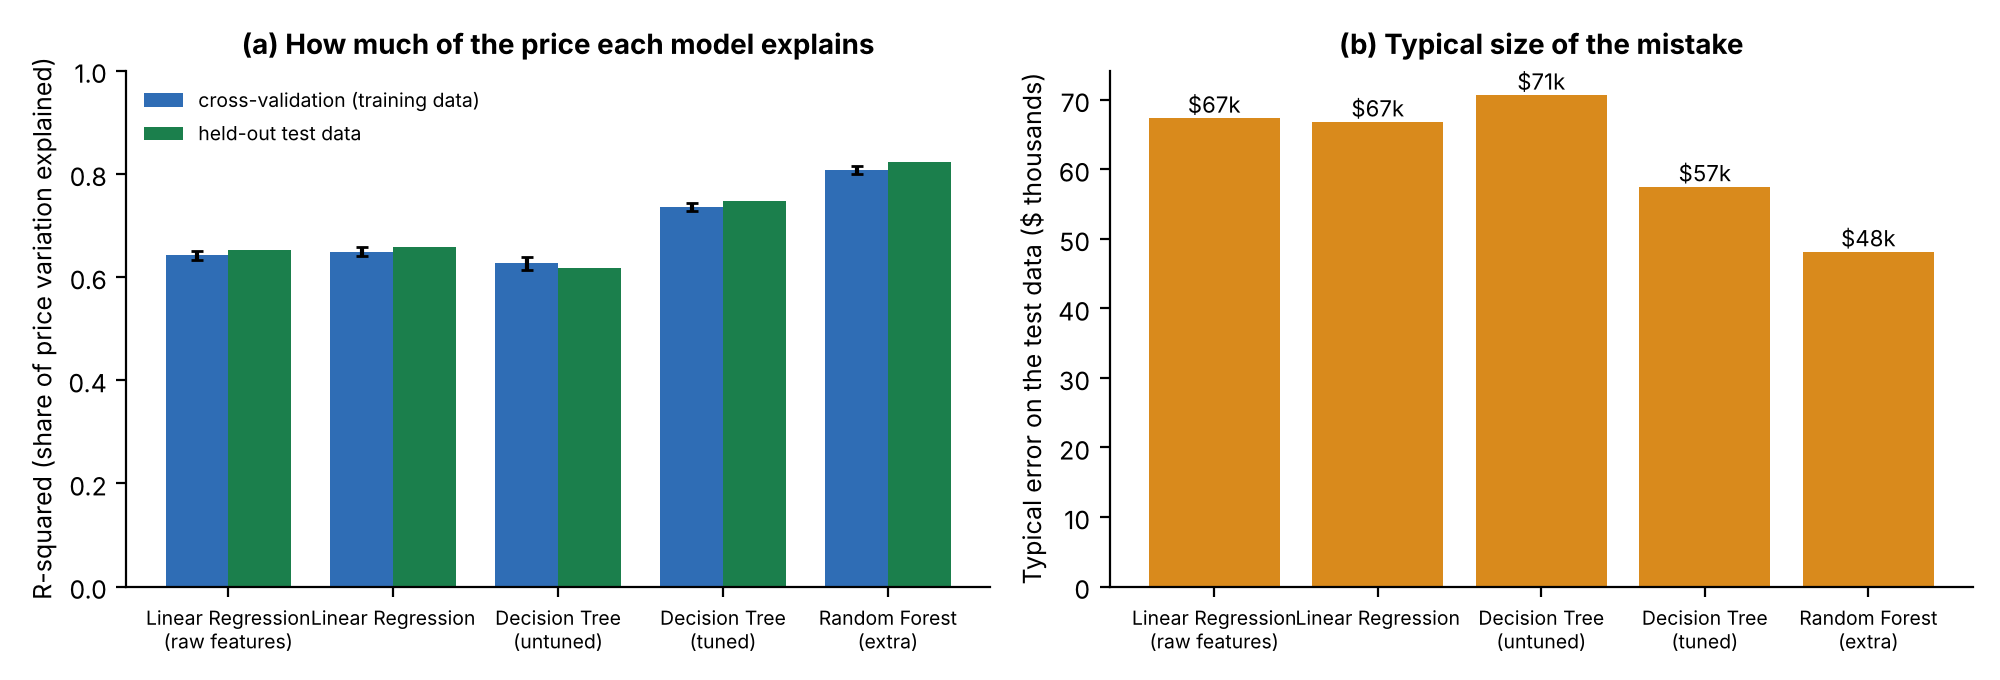 (a) How much of the price each model explains
R-squared (share of price variation explained)
1.0
0.8
0.6
0.4
0.2
0.0
cross-validation (training data)
held-out test data
Linear Regression
(raw features)
Linear Regression
Decision Tree
(untuned)
Decision Tree
(tuned)
Random Forest
(extra)
(b) Typical size of the mistake
Typical error on the test data ($ thousands)
70
60
50
40
30
20
10
0
$67k
$67k
$71k
$57k
$48k
Linear Regression
(raw features)
Linear Regression
Decision Tree
(untuned)
Decision Tree
(tuned)
Random Forest
(extra)